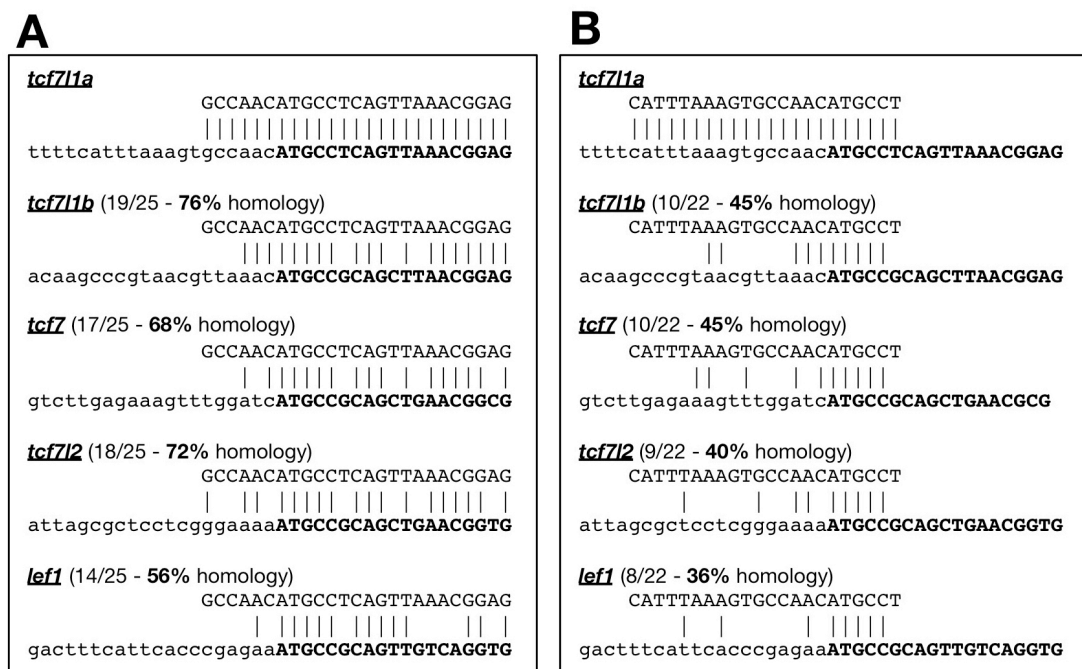 A
tcf7l1a
GCCAACATGCCTCAGTTAAACGGAG
ttttcatttaaagtgccaacATGCCTCAGTTAAACGGAG
tcf7l1b (19/25 - 76% homology)
GCCAACATGCCTCAGTTAAACGGAG
acaagcccgtaacgttaaacATGCCGCAGCTTAACGGAG
tcf7 (17/25 - 68% homology)
GCCAACATGCCTCAGTTAAACGGAG
gtcttgagaaagtttggatcATGCCGCAGCTGAACGGCG
tcf7l2 (18/25 - 72% homology)
GCCAACATGCCTCAGTTAAACGGAG
attagcgctcctcgggaaaaATGCCGCAGCTGAACGGTG
lef1 (14/25 - 56% homology)
GCCAACATGCCTCAGTTAAACGGAG
gactttcattcacccgagaaATGCCGCAGTTGTCAGGTG
B
tcf7l1a
CATTTAAAGTGCCAACATGCCT
ttttcatttaaagtgccaacATGCCTCAGTTAAACGGAG
tcf7l1b (10/22 - 45% homology)
CATTTAAAGTGCCAACATGCCT
acaagcccgtaacgttaaacATGCCGCAGCTTAACGGAG
tcf7 (10/22 - 45% homology)
CATTTAAAGTGCCAACATGCCT
gtcttgagaaagtttggatcATGCCGCAGCTGAACGCG
tcf7l2 (9/22 - 40% homology)
CATTTAAAGTGCCAACATGCCT
attagcgctcctcgggaaaaATGCCGCAGCTGAACGGTG
lef1 (8/22 - 36% homology)
CATTTAAAGTGCCAACATGCCT
gactttcattcacccgagaaATGCCGCAGTTGTCAGGTG